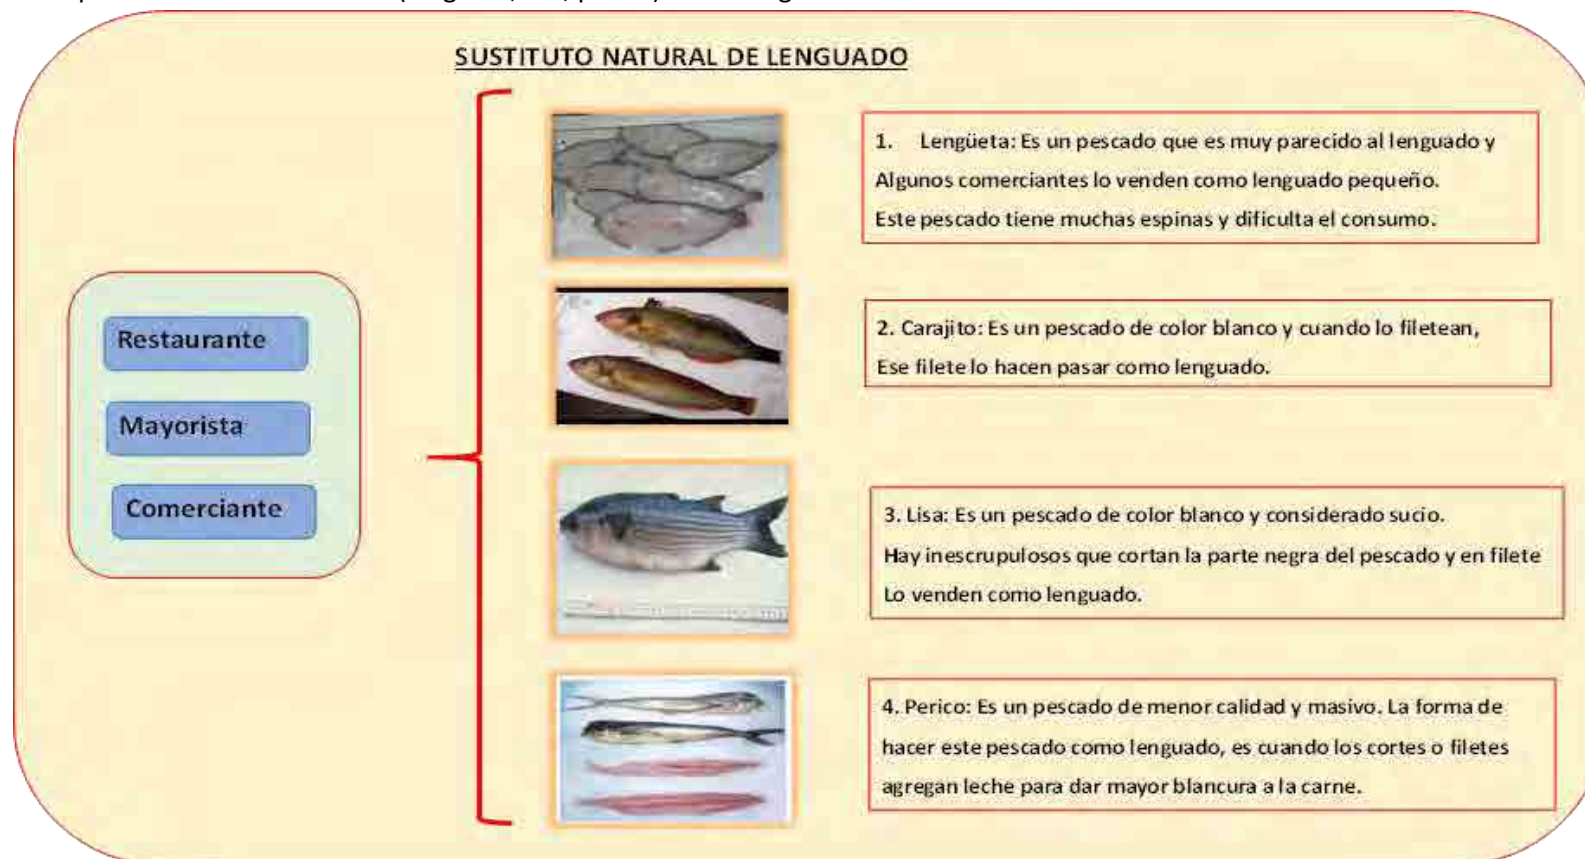 SUSTITUTO NATURAL DE LENGUADO
Restaurante
Mayorista
Comerciante
1. Lengüeta: Es un pescado que es muy parecido al lenguado y
Algunos comerciantes lo venden como lenguado pequeño.
Este pescado tiene muchas espinas y dificulta el consumo.
2. Carajito: Es un pescado de color blanco y cuando lo filetean,
Ese filete lo hacen pasar como lenguado.
3. Lisa: Es un pescado de color blanco y considerado sucio.
Hay inescrupulosos que cortan la parte negra del pescado y en filete
Lo venden como lenguado.
4. Perico: Es un pescado de menor calidad y masivo. La forma de
hacer este pescado como lenguado, es cuando los cortes o filetes
agregan leche para dar mayor blancura a la carne.